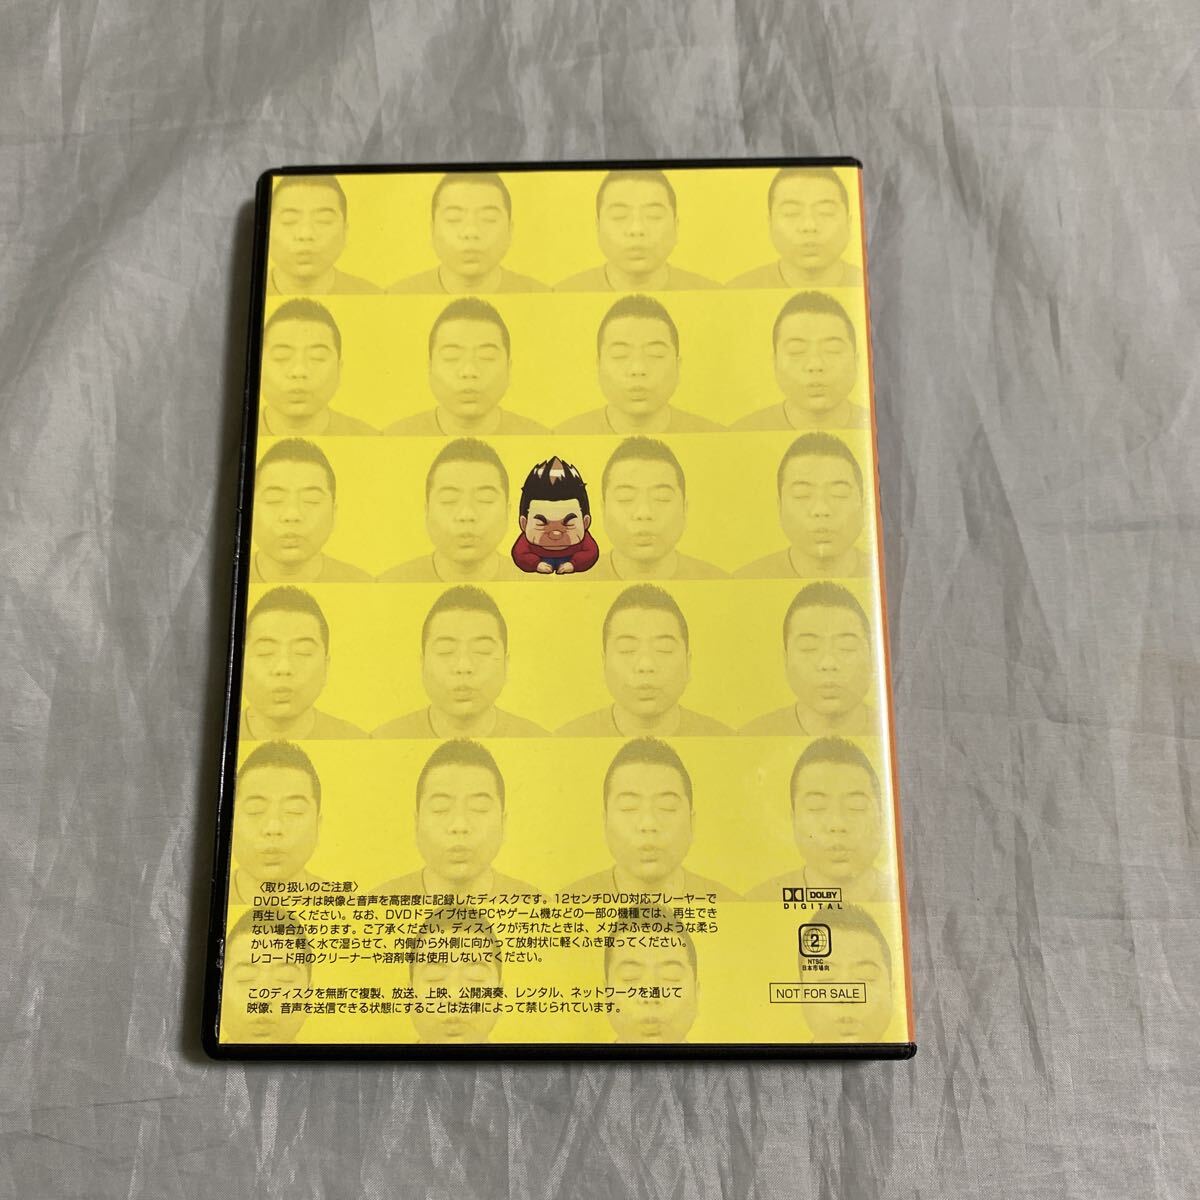 〈取り扱いのご注意〉
DVDビデオは映像と音声を高密度に記録したディスクです。12センチDVD対応プレーヤーで
再生してください。なお、DVDドライブ付きPCやゲーム機などの一部の機種では、再生でき
ない場合があります。ご了承ください。ディスイクが汚れたときは、メガネふきのような柔ら
かい布を軽く水で湿らせて、内側から外側に向かって放射状に軽くふき取ってください。
レコード用のクリーナーや溶剤等は使用しないでください。
このディスクを無断で複製、放送、上映、公開演奏、レンタル、ネットワークを通じて
映像、音声を送信できる状態にすることは法律によって禁じられています。
DOLBY
DIGITAL
2
NTSC
日本市場向
NOT FOR SALE